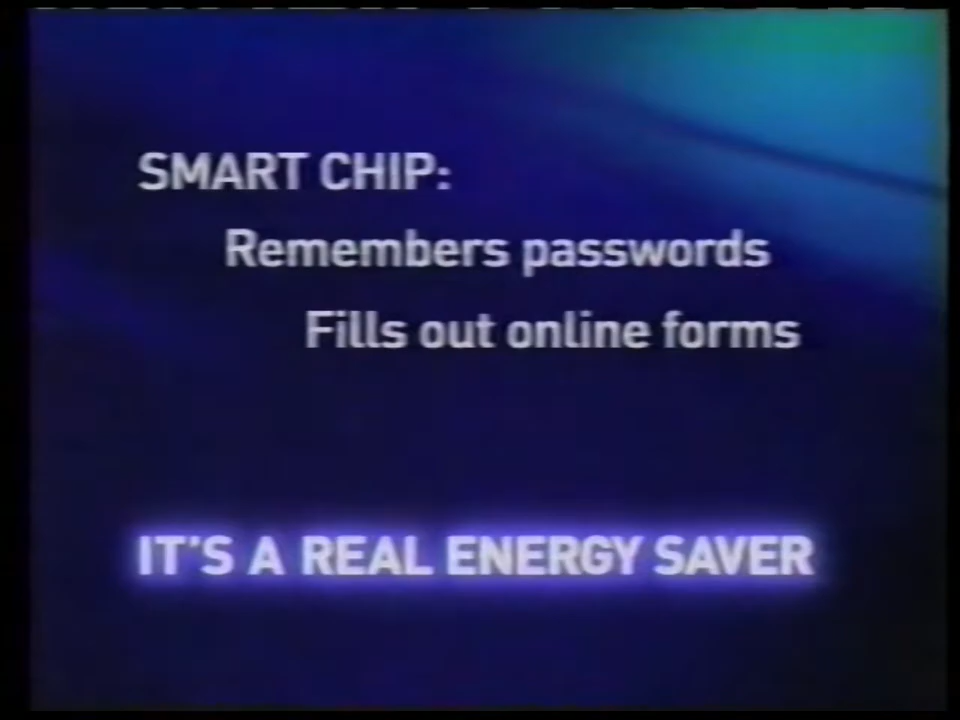 SMART CHIP:
Remembers passwords
Fills out online forms
IT'S A REAL ENERGY SAVER